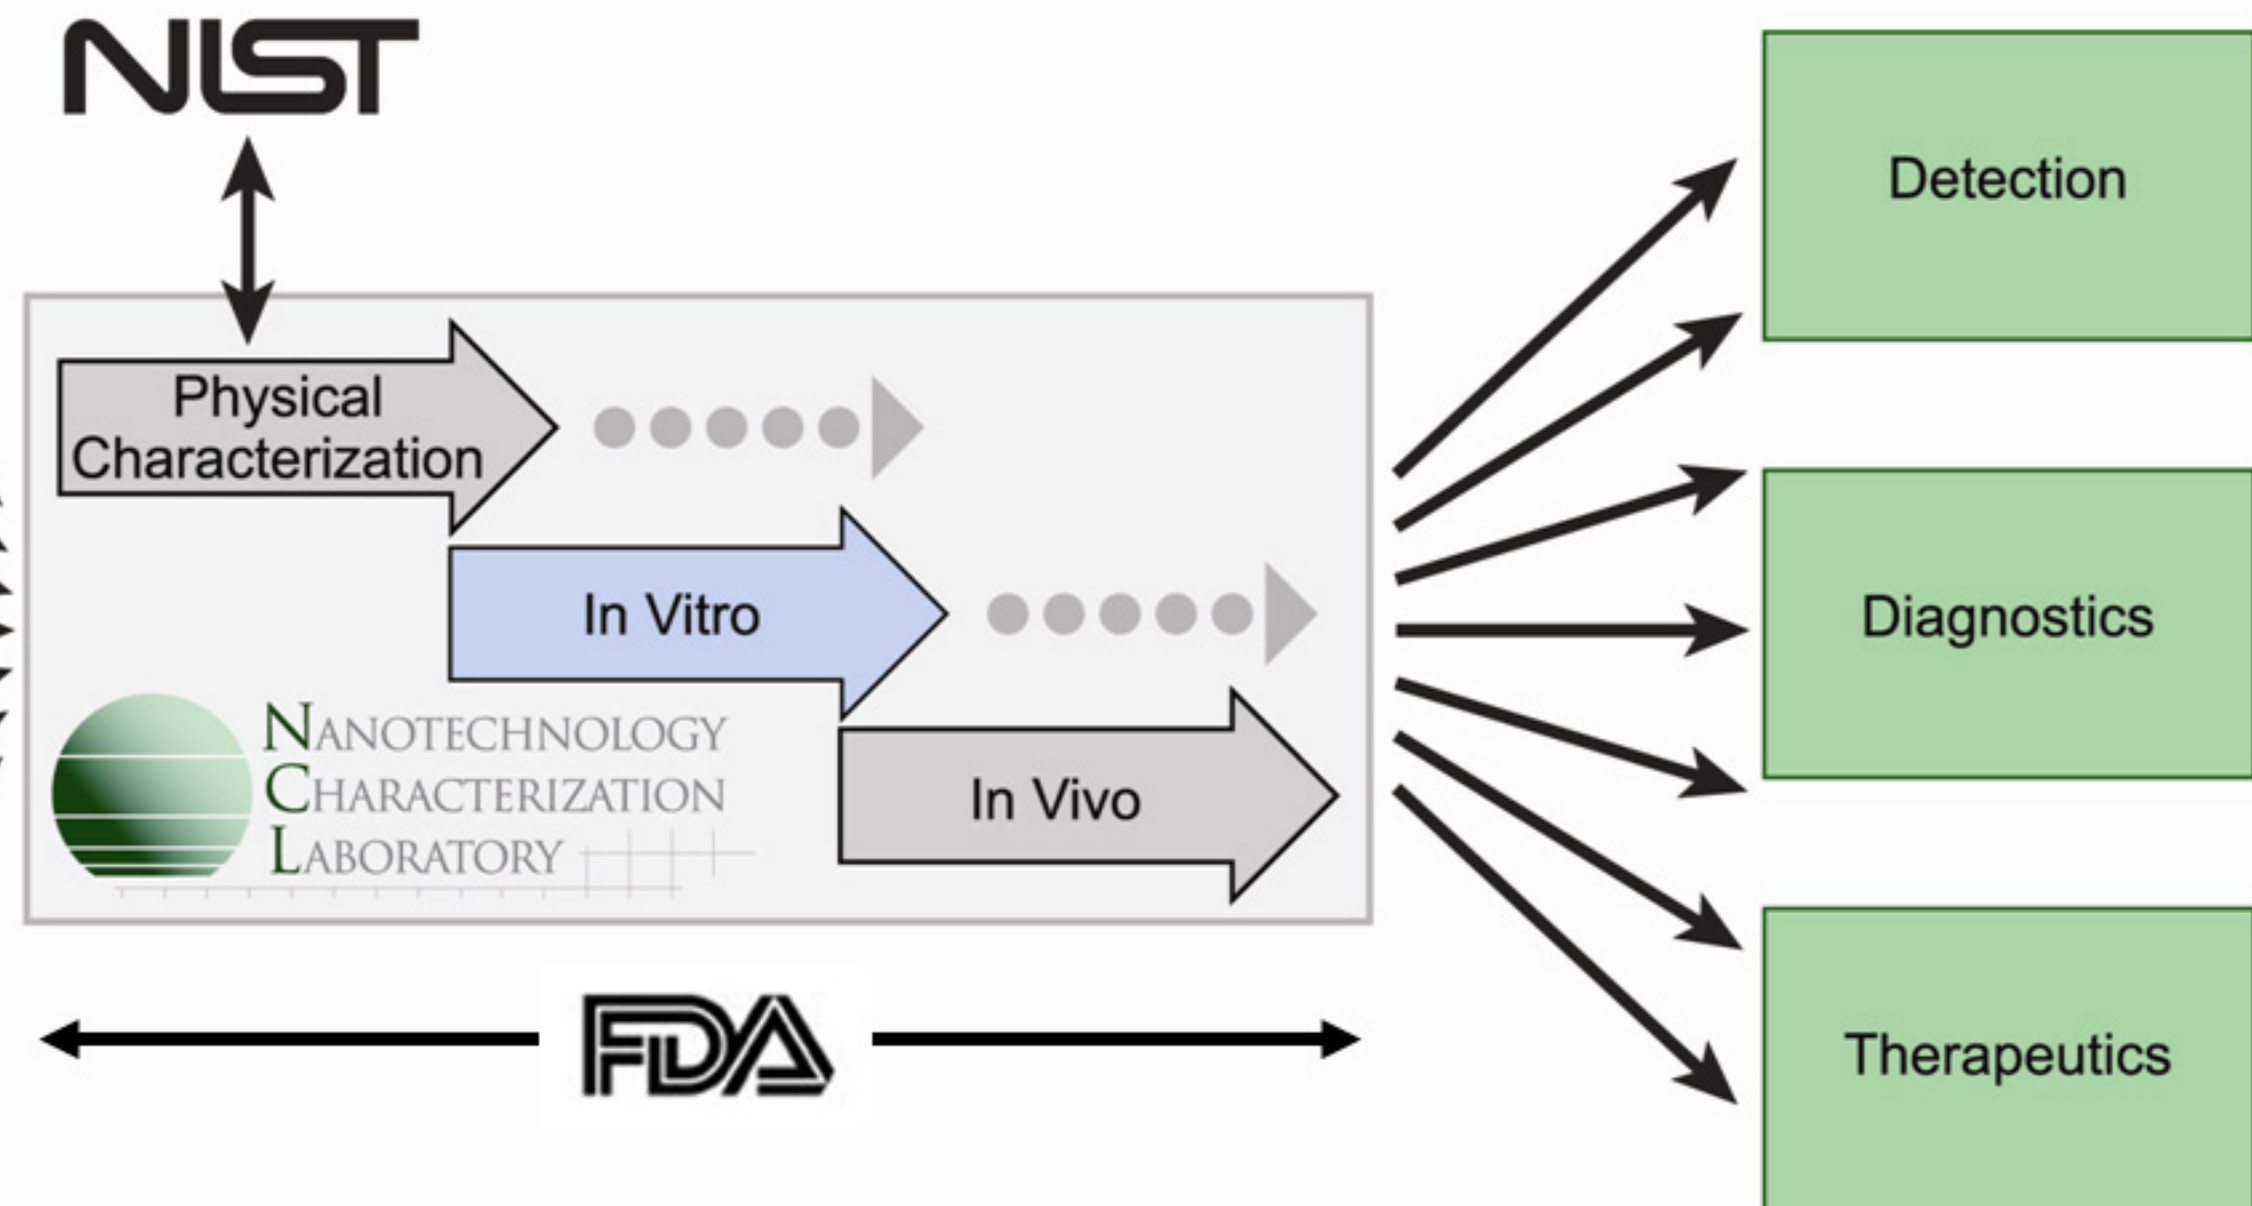 NIST
Physical
Characterization
In Vitro
In Vivo
NANOTECHNOLOGY
CHARACTERIZATION
LABORATORY
FDA
Detection
Diagnostics
Therapeutics